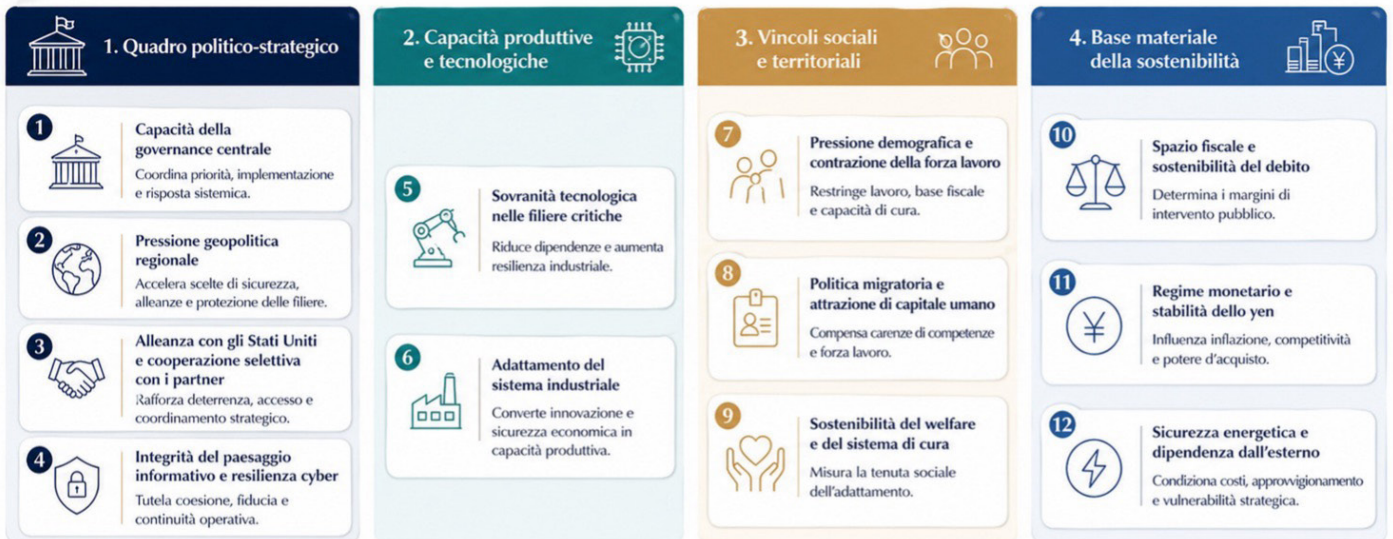 1. Quadro politico-strategico
1
Capacità della
governance centrale
Coordina priorità, implementazione
e risposta sistemica.
2
Pressione geopolitica
regionale
Accelera scelte di sicurezza,
alleanze e protezione delle filiere.
3
Alleanza con gli Stati Uniti
e cooperazione selettiva
con i partner
Rafforza deterrenza, accesso e
coordinamento strategico.
4
Integrità del paesaggio
informativo e resilienza cyber
Tutela coesione, fiducia e
continuità operativa.
2. Capacità produttive
e tecnologiche
5
Sovranità tecnologica
nelle filiere critiche
Riduce dipendenze e aumenta
resilienza industriale.
6
Adattamento del
sistema industriale
Converte innovazione e
sicurezza economica in
capacità produttiva.
3. Vincoli sociali
e territoriali
7
Pressione demografica e
contrazione della forza lavoro
Restringe lavoro, base fiscale
e capacità di cura.
8
Politica migratoria e
attrazione di capitale umano
Compensa carenze di competenze
e forza lavoro.
9
Sostenibilità del welfare
e del sistema di cura
Misura la tenuta sociale
dell'adattamento.
4. Base materiale
della sostenibilità
¥
10
Spazio fiscale e
sostenibilità del debito
Determina i margini di
intervento pubblico.
11
¥
Regime monetario e
stabilità dello yen
Influenza inflazione, competitività
e potere d'acquisto.
12
Sicurezza energetica e
dipendenza dall'esterno
Condiziona costi, approvvigionamento
e vulnerabilità strategica.